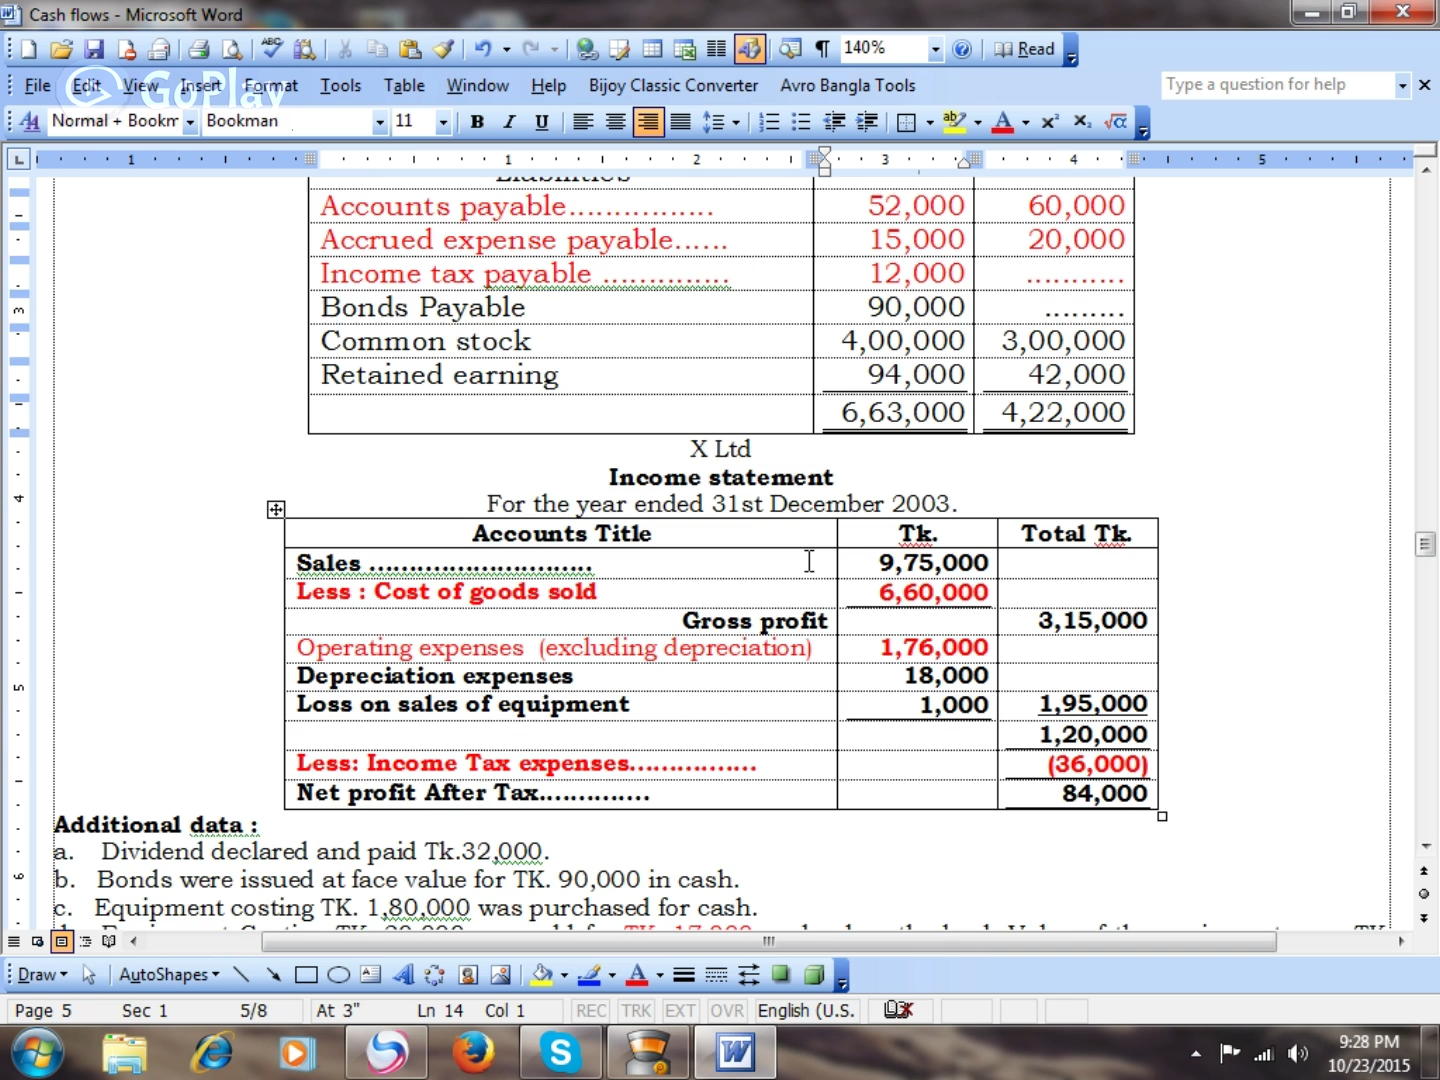 Cash flows - Microsoft Word
140%
Read
GoPlay
File Edit View Insert Format Tools Table Window Help Bijoy Classic Converter Avro Bangla Tools
Type a question for help
Normal + Bookm Bookman 11
1 1 2 3 4 5
Liabilities
Accounts payable................ 52,000 60,000
Accrued expense payable...... 15,000 20,000
Income tax payable .............. 12,000 ...........
Bonds Payable 90,000 .........
Common stock 4,00,000 3,00,000
Retained earning 94,000 42,000
6,63,000 4,22,000
X Ltd
Income statement
For the year ended 31st December 2003.
Accounts Title Tk. Total Tk.
Sales ............................ 9,75,000
Less : Cost of goods sold 6,60,000
Gross profit 3,15,000
Operating expenses (excluding depreciation) 1,76,000
Depreciation expenses 18,000
Loss on sales of equipment 1,000 1,95,000
1,20,000
Less: Income Tax expenses............... (36,000)
Net profit After Tax............. 84,000
Additional data :
a. Dividend declared and paid Tk.32,000.
b. Bonds were issued at face value for TK. 90,000 in cash.
c. Equipment costing TK. 1,80,000 was purchased for cash.
Draw AutoShapes
Page 5 Sec 1 5/8 At 3" Ln 14 Col 1 REC TRK EXT OVR English (U.S.
9:28 PM
10/23/2015